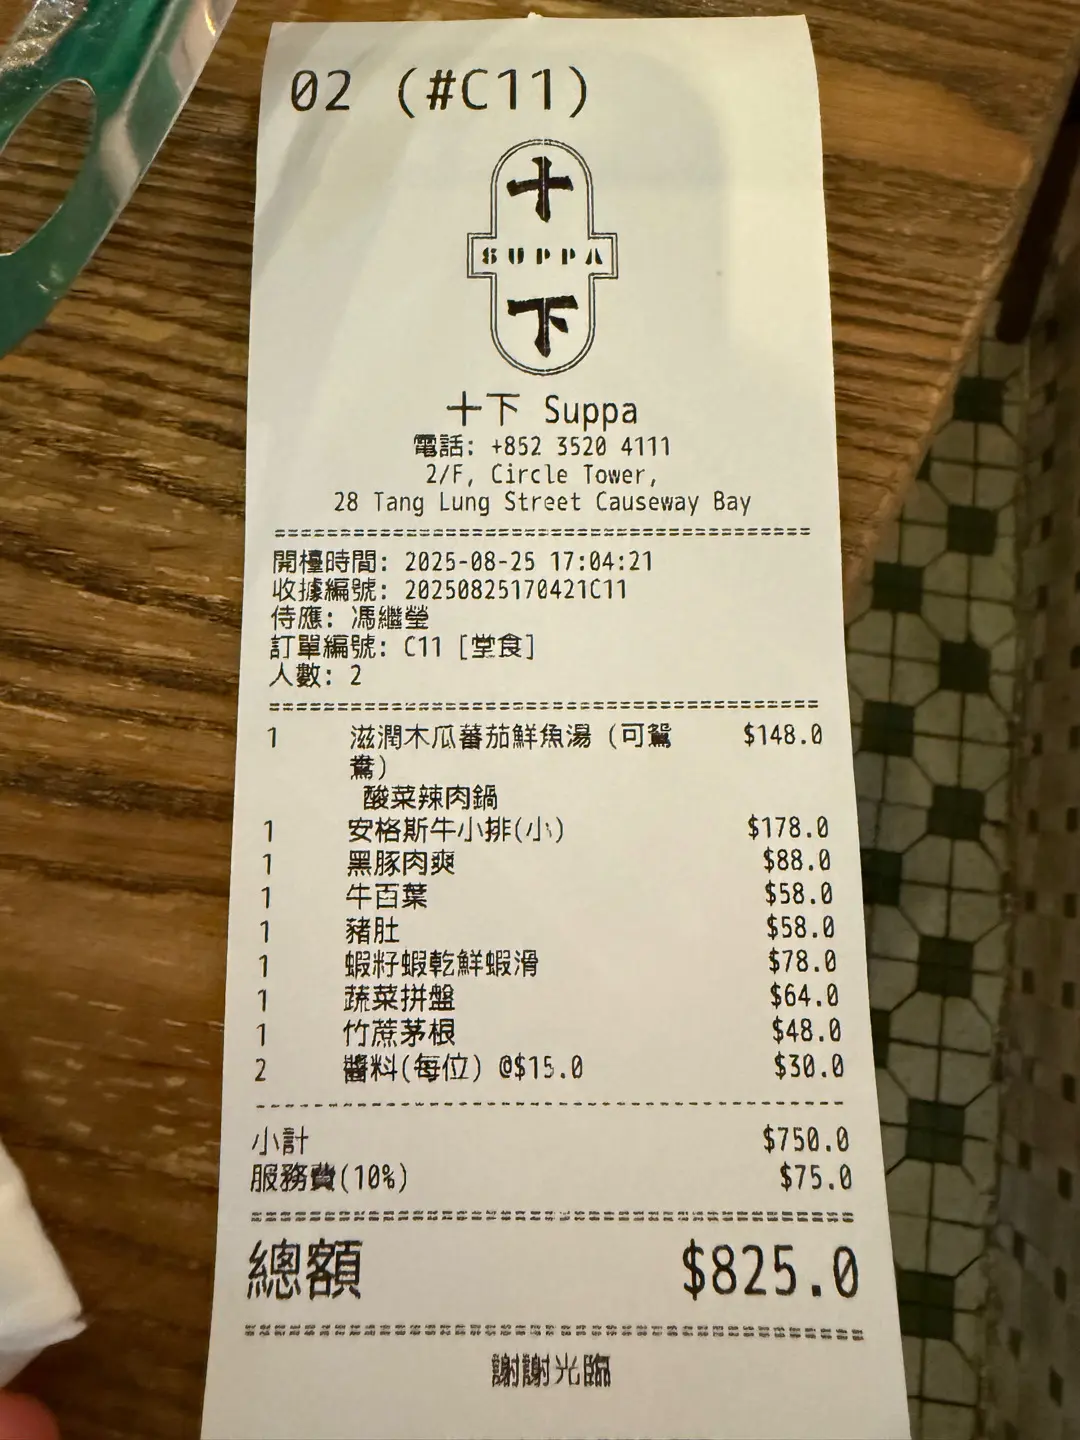 02 (#C11)
十
SUPPA
下
十下 Suppa
電話: +852 3520 4111
2/F, Circle Tower,
28 Tang Lung Street Causeway Bay
開檯時間: 2025-08-25 17:04:21
收據編號: 20250825170421C11
侍應: 馮繼瑩
訂單編號: C11 [堂食]
人數: 2
1 滋潤木瓜蕃茄鮮魚湯 (可鴛 $148.0
鴦)
酸菜辣肉鍋
1 安格斯牛小排(小) $178.0
1 黑豚肉爽 $88.0
1 牛百葉 $58.0
1 豬肚 $58.0
1 蝦籽蝦乾鮮蝦滑 $78.0
1 蔬菜拼盤 $64.0
1 竹蔗茅根 $48.0
2 醬料(每位) @$15.0 $30.0
小計 $750.0
服務費(10%) $75.0
總額 $825.0
謝謝光臨